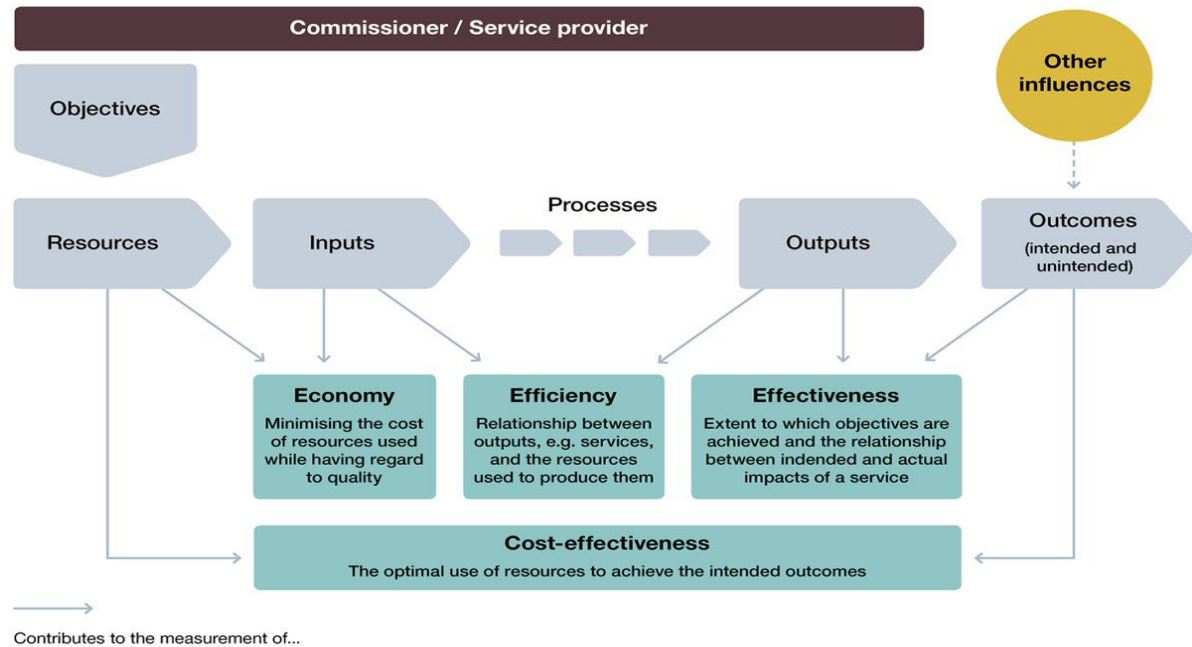 Commissioner / Service provider
Other
influences
Objectives
Resources
Inputs
Processes
Outputs
Outcomes
(intended and
unintended)
Economy
Minimising the cost
of resources used
while having regard
to quality
Efficiency
Relationship between
outputs, e.g. services,
and the resources
used to produce them
Effectiveness
Extent to which objectives are
achieved and the relationship
between indended and actual
impacts of a service
Cost-effectiveness
The optimal use of resources to achieve the intended outcomes
Contributes to the measurement of...